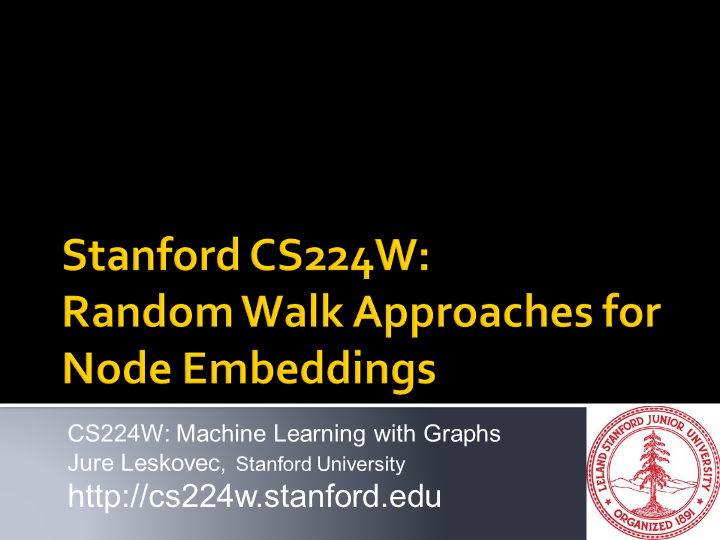 Stanford CS224W:
Random Walk Approaches for
Node Embeddings
CS224W: Machine Learning with Graphs
Jure Leskovec, Stanford University
http://cs224w.stanford.edu
LELAND STANFORD JUNIOR UNIVERSITY
ORGANIZED 1891